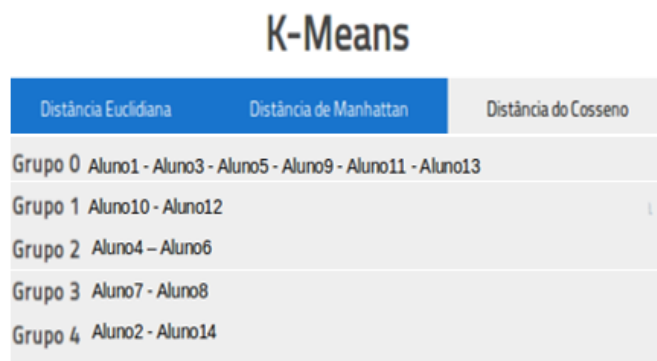 K-Means
Distância Euclidiana Distância de Manhattan Distância do Cosseno
Grupo 0 Aluno1 - Aluno3 - Aluno5 - Aluno9 - Aluno11 - Aluno13
Grupo 1 Aluno10 - Aluno12
Grupo 2 Aluno4 – Aluno6
Grupo 3 Aluno7 - Aluno8
Grupo 4 Aluno2 - Aluno14